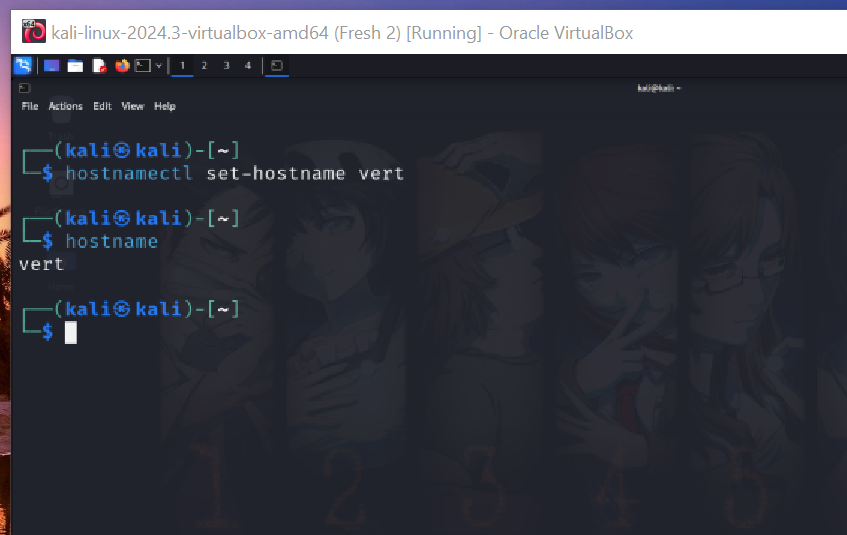 kali-linux-2024.3-virtualbox-amd64 (Fresh 2) [Running] - Oracle VirtualBox
1 2 3 4
kali@kali: ~
File Actions Edit View Help
┌──(kali㉿kali)-[~]
└─$ hostnamectl set-hostname vert
┌──(kali㉿kali)-[~]
└─$ hostname
vert
┌──(kali㉿kali)-[~]
└─$
1 2 3 4 5